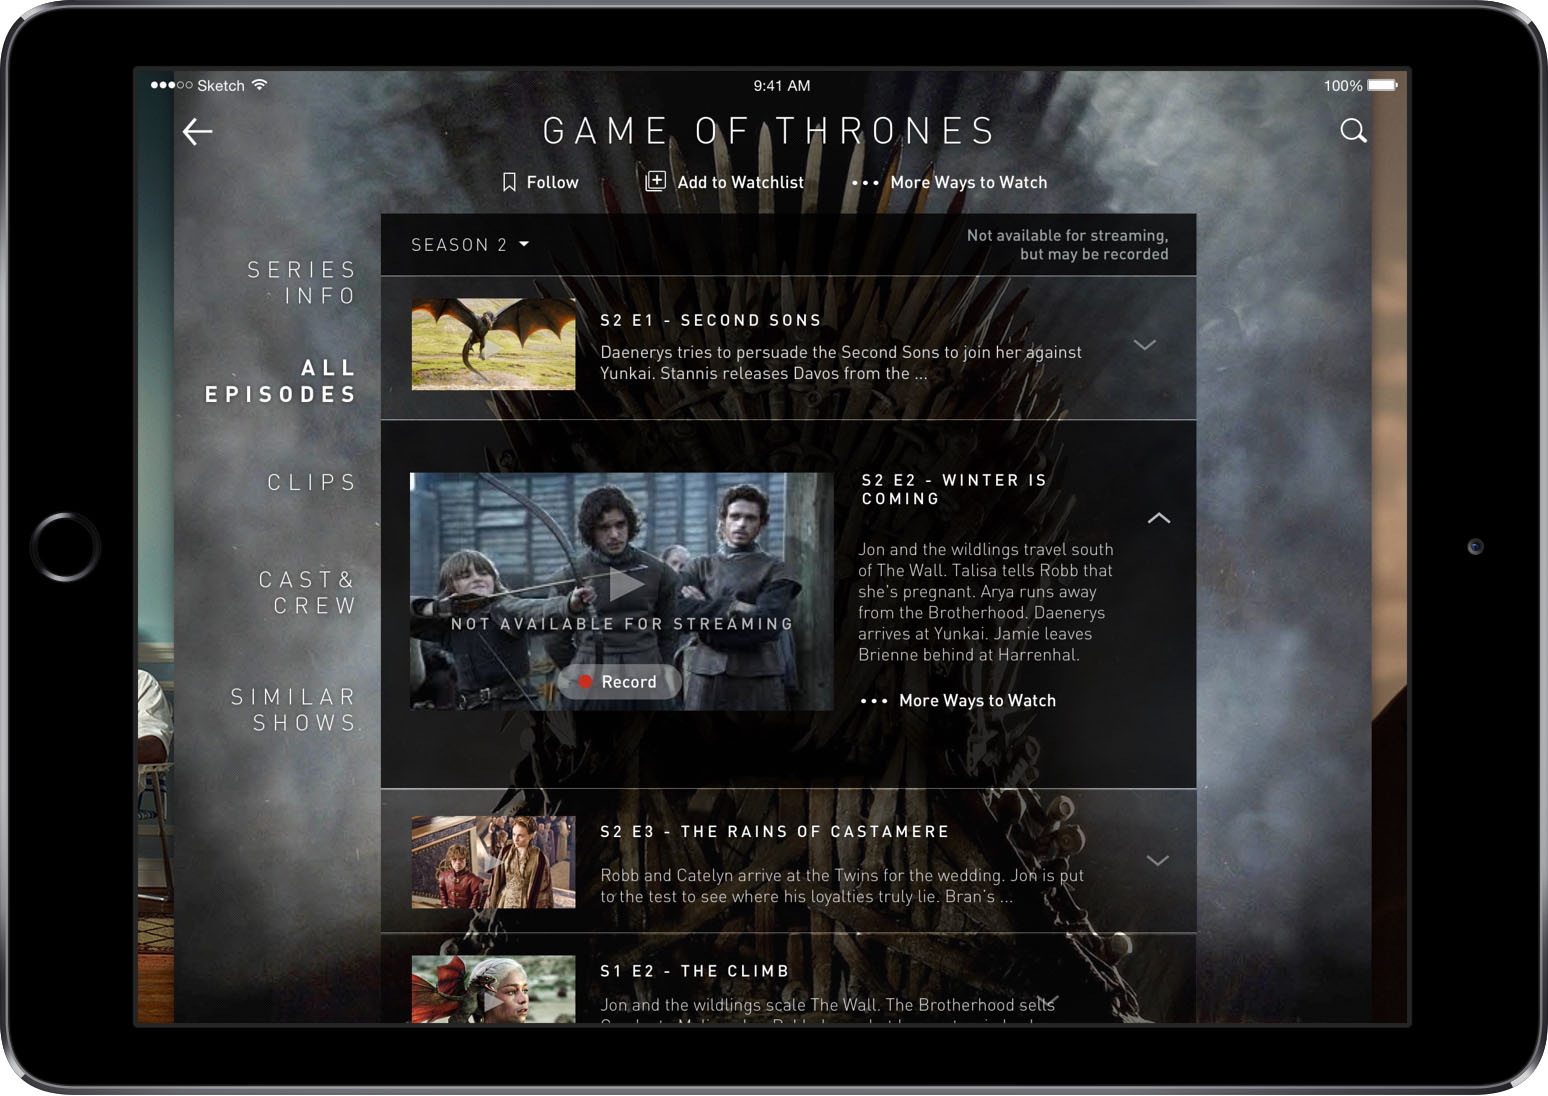 Sketch
9:41 AM
100%
GAME OF THRONES
Follow
Add to Watchlist
More Ways to Watch
SERIES
INFO
ALL
EPISODES
CLIPS
CAST&
CREW
SIMILAR
SHOWS
SEASON 2
Not available for streaming,
but may be recorded
S2 E1 - SECOND SONS
Daenerys tries to persuade the Second Sons to join her against
Yunkai. Stannis releases Davos from the ...
NOT AVAILABLE FOR STREAMING
Record
S2 E2 - WINTER IS
COMING
Jon and the wildlings travel south
of The Wall. Talisa tells Robb that
she's pregnant. Arya runs away
from the Brotherhood. Daenerys
arrives at Yunkai. Jamie leaves
Brienne behind at Harrenhal.
More Ways to Watch
S2 E3 - THE RAINS OF CASTAMERE
Robb and Catelyn arrive at the Twins for the wedding. Jon is put
to the test to see where his loyalties truly lie. Bran's ...
S1 E2 - THE CLIMB
Jon and the wildlings scale The Wall. The Brotherhood sells